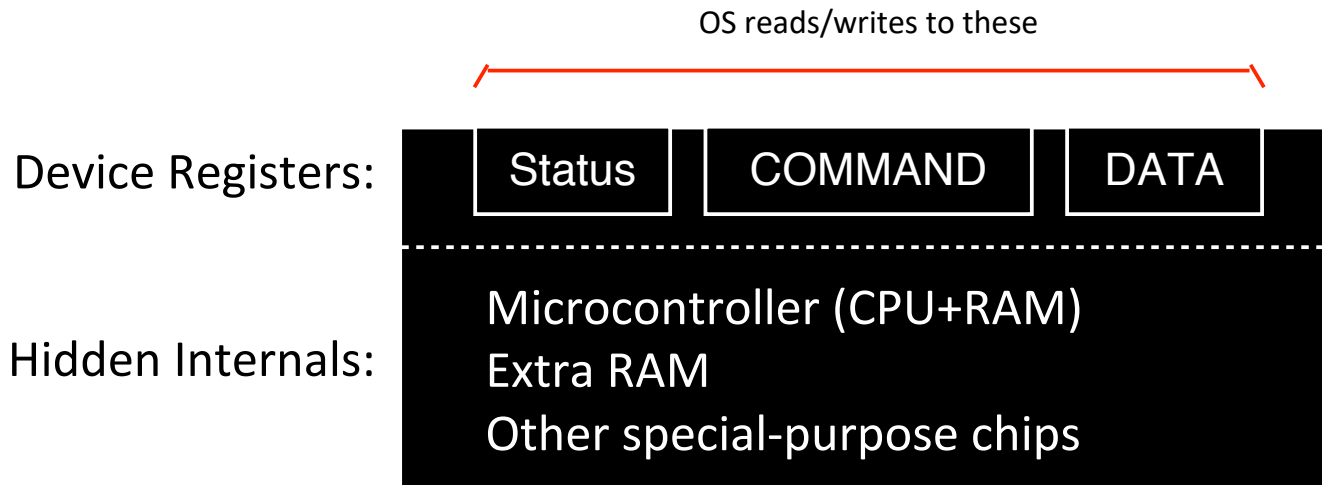 OS reads/writes to these
Device Registers:
Status
COMMAND
DATA
Hidden Internals:
Microcontroller (CPU+RAM)
Extra RAM
Other special-purpose chips